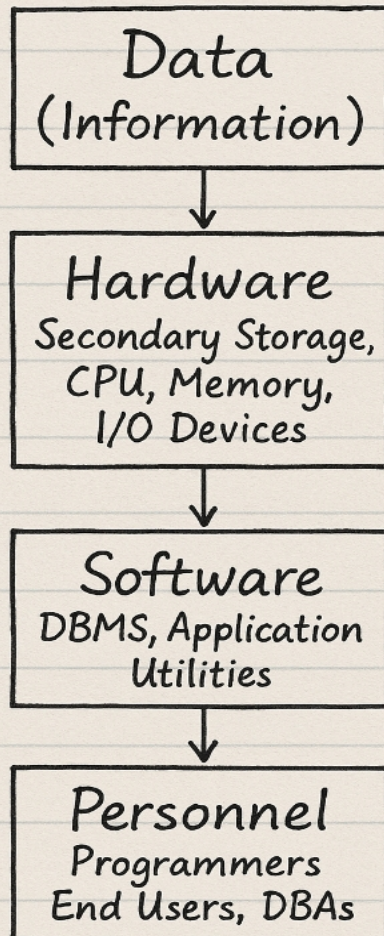 Data
(Information)
Hardware
Secondary Storage,
CPU, Memory,
I/O Devices
Software
DBMS, Application
Utilities
Personnel
Programmers
End Users, DBAs